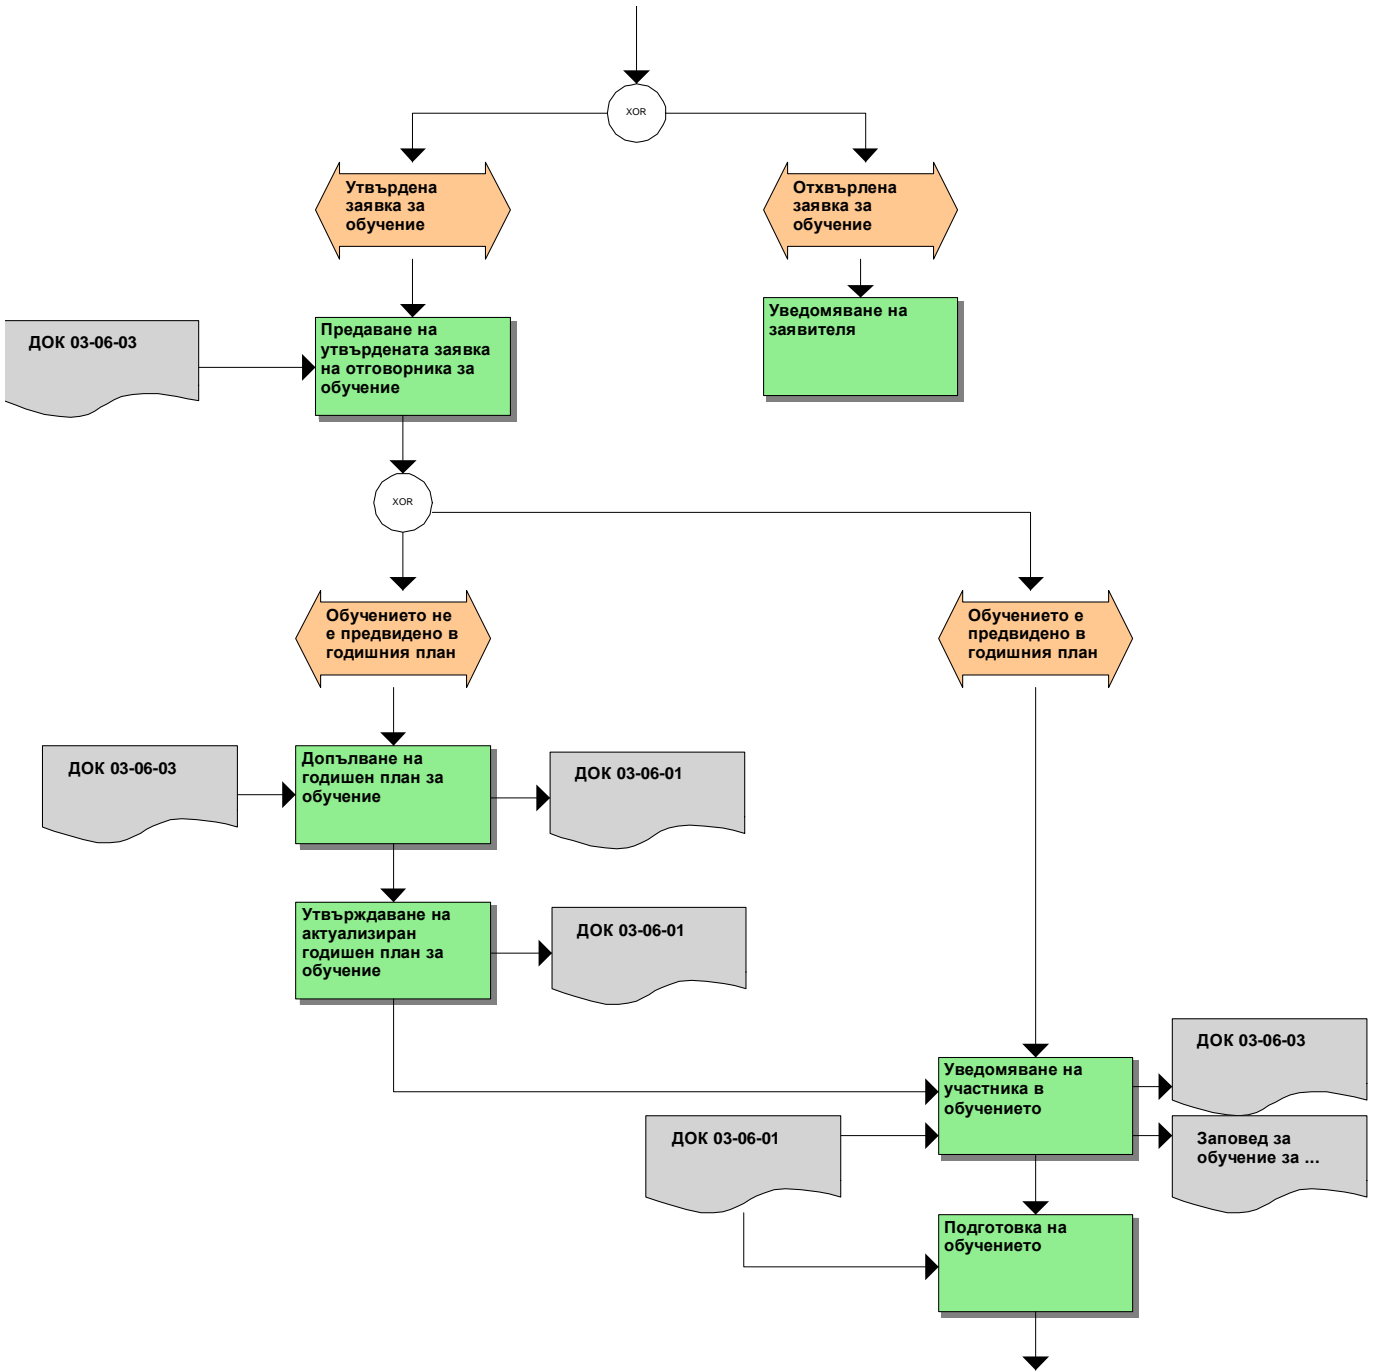 XOR
Утвърдена
заявка за
обучение
Отхвърлена
заявка за
обучение
ДОК 03-06-03
Предаване на
утвърдената заявка
на отговорника за
обучение
Уведомяване на
заявителя
XOR
Обучението не
е предвидено в
годишния план
Обучението е
предвидено в
годишния план
ДОК 03-06-03
Допълване на
годишен план за
обучение
ДОК 03-06-01
Утвърждаване на
актуализиран
годишен план за
обучение
ДОК 03-06-01
Уведомяване на
участника в
обучението
ДОК 03-06-03
ДОК 03-06-01
Заповед за
обучение за ...
Подготовка на
обучението